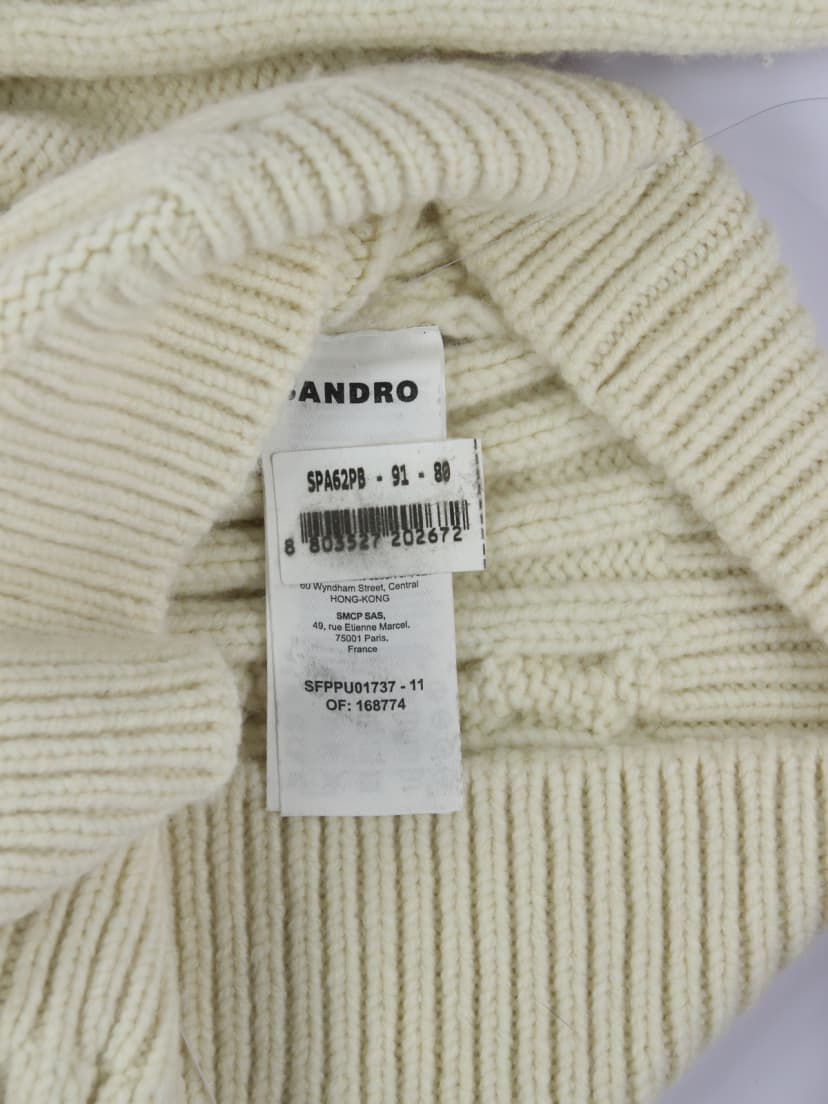 SANDRO
SPA62PB - 91 - 80
8 803527 202672
60 Wyndham Street, Central
HONG-KONG
SMCP SAS,
49, rue Etienne Marcel,
75001 Paris,
France
SFPPU01737 - 11
OF: 168774